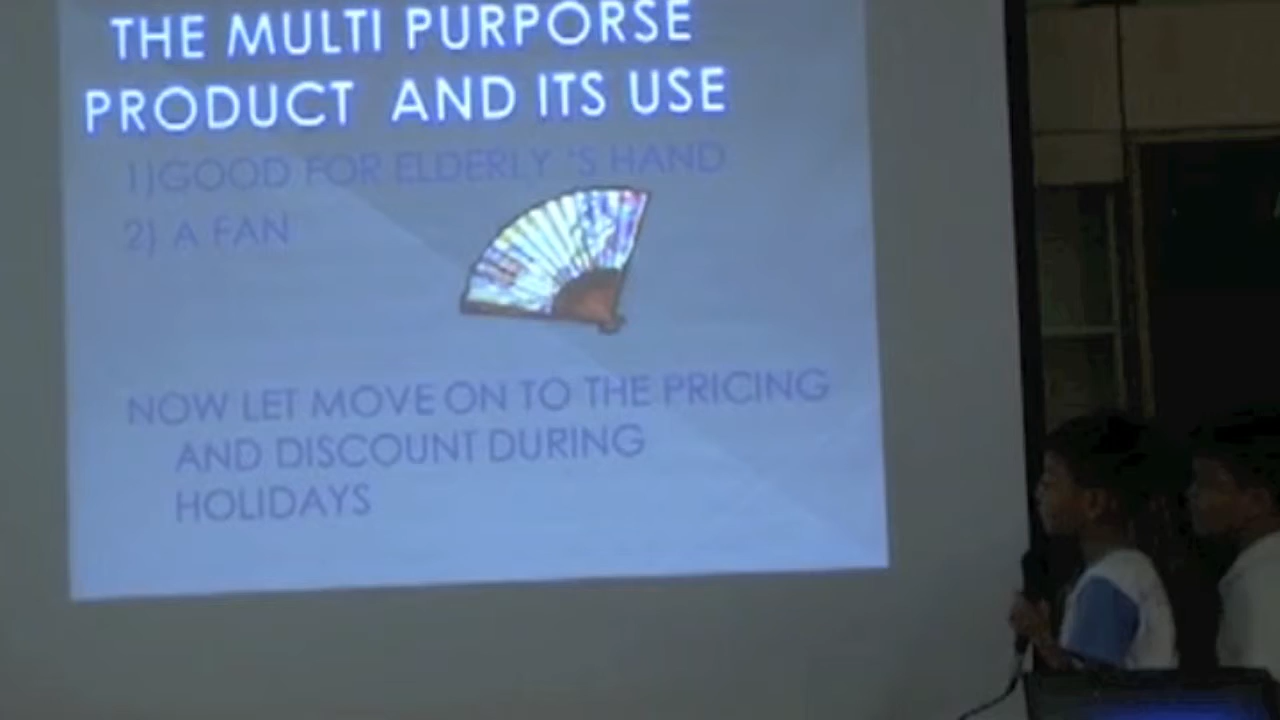 THE MULTI PURPORSE
PRODUCT AND ITS USE
1)GOOD FOR ELDERLY 'S HAND
2) A FAN
NOW LET MOVE ON TO THE PRICING
AND DISCOUNT DURING
HOLIDAYS